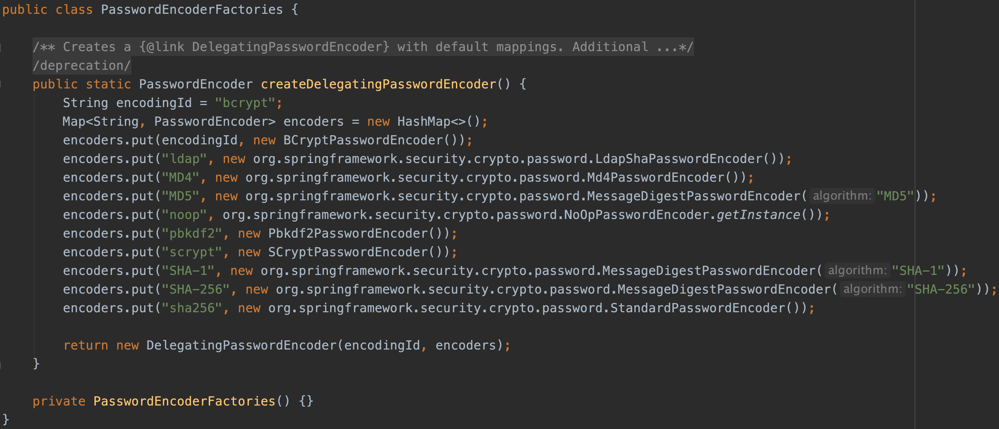 public class PasswordEncoderFactories {
/** Creates a {@link DelegatingPasswordEncoder} with default mappings. Additional ...*/
/deprecation/
public static PasswordEncoder createDelegatingPasswordEncoder() {
String encodingId = "bcrypt";
Map<String, PasswordEncoder> encoders = new HashMap<>();
encoders.put(encodingId, new BCryptPasswordEncoder());
encoders.put("ldap", new org.springframework.security.crypto.password.LdapShaPasswordEncoder());
encoders.put("MD4", new org.springframework.security.crypto.password.Md4PasswordEncoder());
encoders.put("MD5", new org.springframework.security.crypto.password.MessageDigestPasswordEncoder( algorithm: "MD5"));
encoders.put("noop", org.springframework.security.crypto.password.NoOpPasswordEncoder.getInstance());
encoders.put("pbkdf2", new Pbkdf2PasswordEncoder());
encoders.put("scrypt", new SCryptPasswordEncoder());
encoders.put("SHA-1", new org.springframework.security.crypto.password.MessageDigestPasswordEncoder( algorithm: "SHA-1"));
encoders.put("SHA-256", new org.springframework.security.crypto.password.MessageDigestPasswordEncoder( algorithm: "SHA-256"));
encoders.put("sha256", new org.springframework.security.crypto.password.StandardPasswordEncoder());
return new DelegatingPasswordEncoder(encodingId, encoders);
}
private PasswordEncoderFactories() {}
}